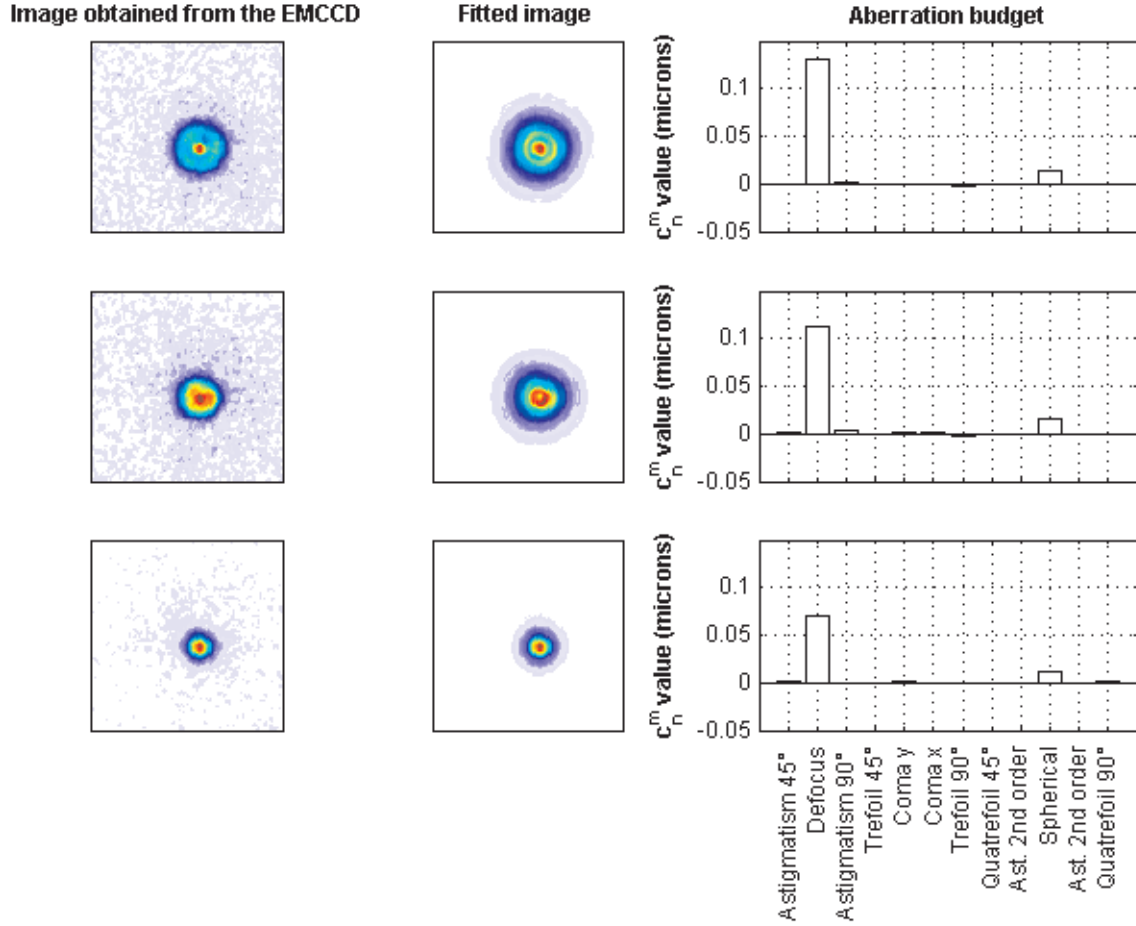 Image obtained from the EMCCD
Fitted image
Aberration budget
c_n^m value (microns)
0.1
0.05
0
-0.05
c_n^m value (microns)
0.1
0.05
0
-0.05
c_n^m value (microns)
0.1
0.05
0
-0.05
Astigmatism 45°
Defocus
Astigmatism 90°
Trefoil 45°
Coma y
Coma x
Trefoil 90°
Quatrefoil 45°
Ast. 2nd order
Spherical
Ast. 2nd order
Quatrefoil 90°